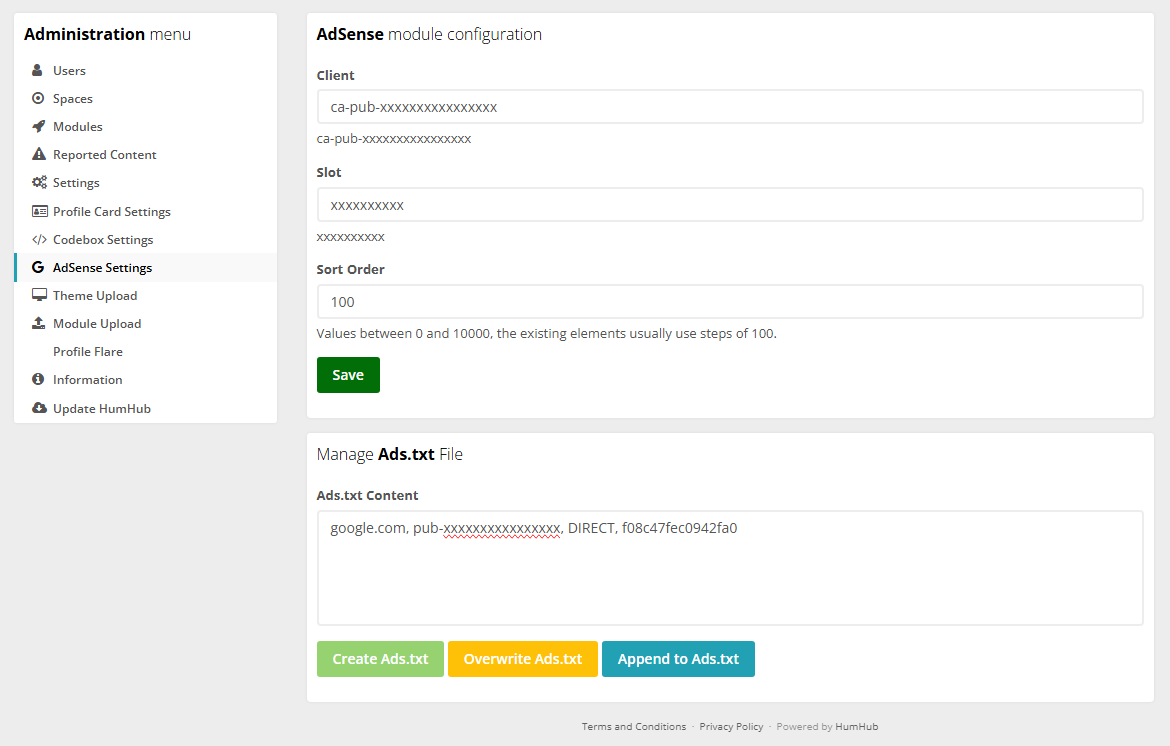 Administration menu
Users
Spaces
Modules
Reported Content
Settings
Profile Card Settings
Codebox Settings
AdSense Settings
Theme Upload
Module Upload
Profile Flare
Information
Update HumHub
AdSense module configuration
Client
ca-pub-xxxxxxxxxxxxxxxx
ca-pub-xxxxxxxxxxxxxxxx
Slot
xxxxxxxxxx
xxxxxxxxxx
Sort Order
100
Values between 0 and 10000, the existing elements usually use steps of 100.
Save
Manage Ads.txt File
Ads.txt Content
google.com, pub-xxxxxxxxxxxxxxxx, DIRECT, f08c47fec0942fa0
Create Ads.txt Overwrite Ads.txt Append to Ads.txt
Terms and Conditions · Privacy Policy · Powered by HumHub